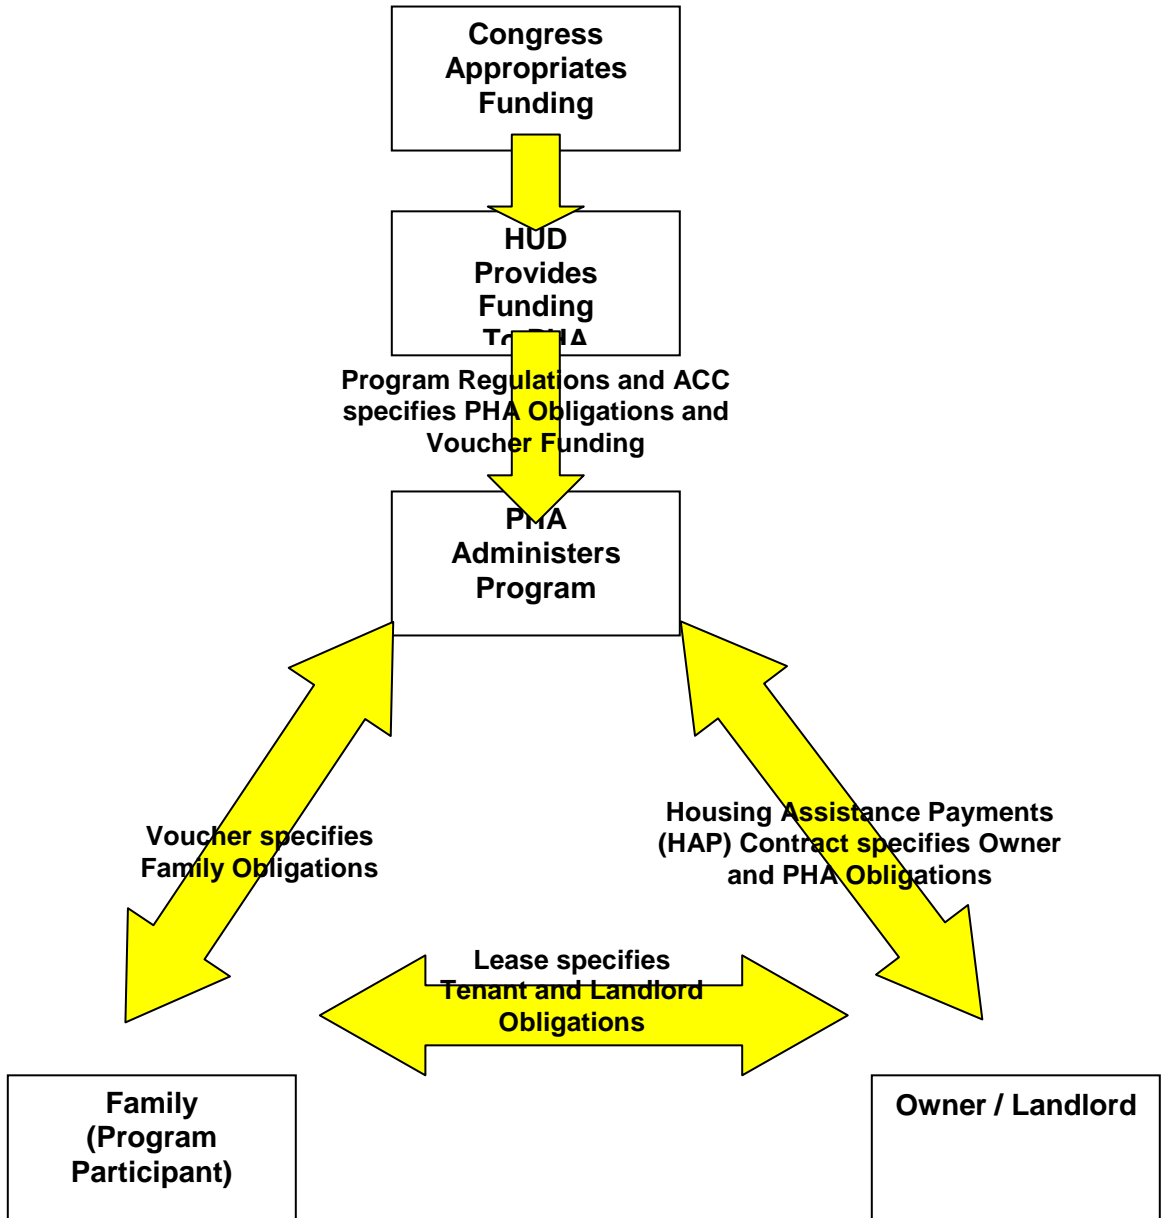 Congress
Appropriates
Funding
HUD
Provides
Funding
To PHA
Program Regulations and ACC
specifies PHA Obligations and
Voucher Funding
PHA
Administers
Program
Voucher specifies
Family Obligations
Housing Assistance Payments
(HAP) Contract specifies Owner
and PHA Obligations
Lease specifies
Tenant and Landlord
Obligations
Family
(Program
Participant)
Owner / Landlord